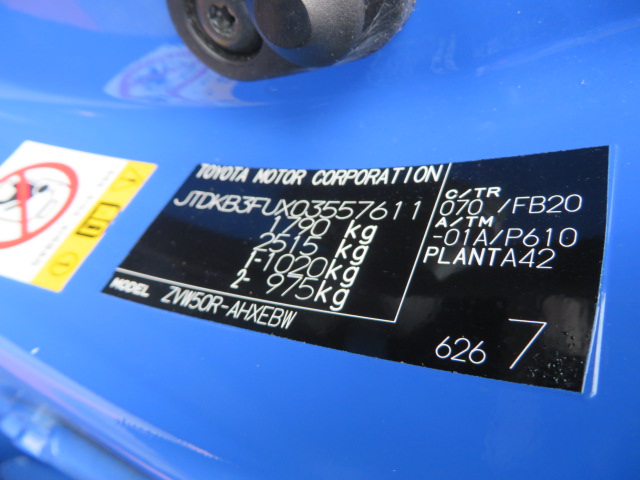 TOYOTA MOTOR CORPORATION
JTDKB3FUX03557611
1790 kg
2515 kg
1-1020kg
2- 975kg
MODEL ZVW50R-AHXEBW
C/TR
070 /FB20
A/TM
-01A/P610
PLANTA42
626 7